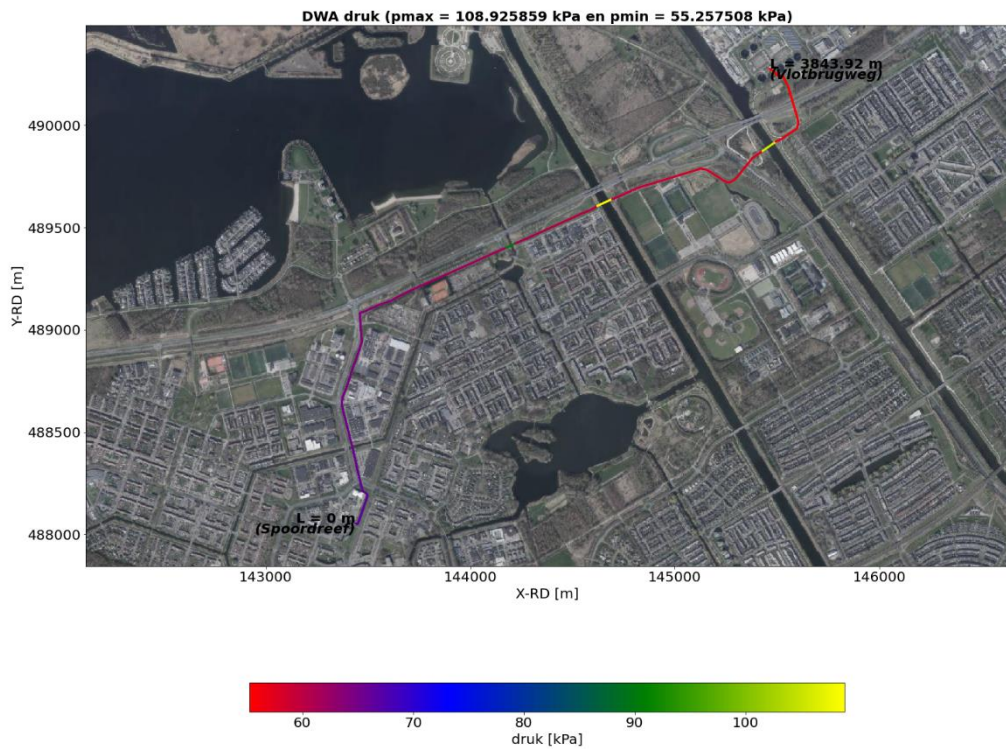 DWA druk (pmax = 108.925859 kPa en pmin = 55.257508 kPa)
L = 3843.92 m
(Vlotbrugweg)
490000
489500
489000
488500
488000
Y-RD [m]
L = 0 m
(Spoordreef)
143000 144000 145000 146000
X-RD [m]
60 70 80 90 100
druk [kPa]